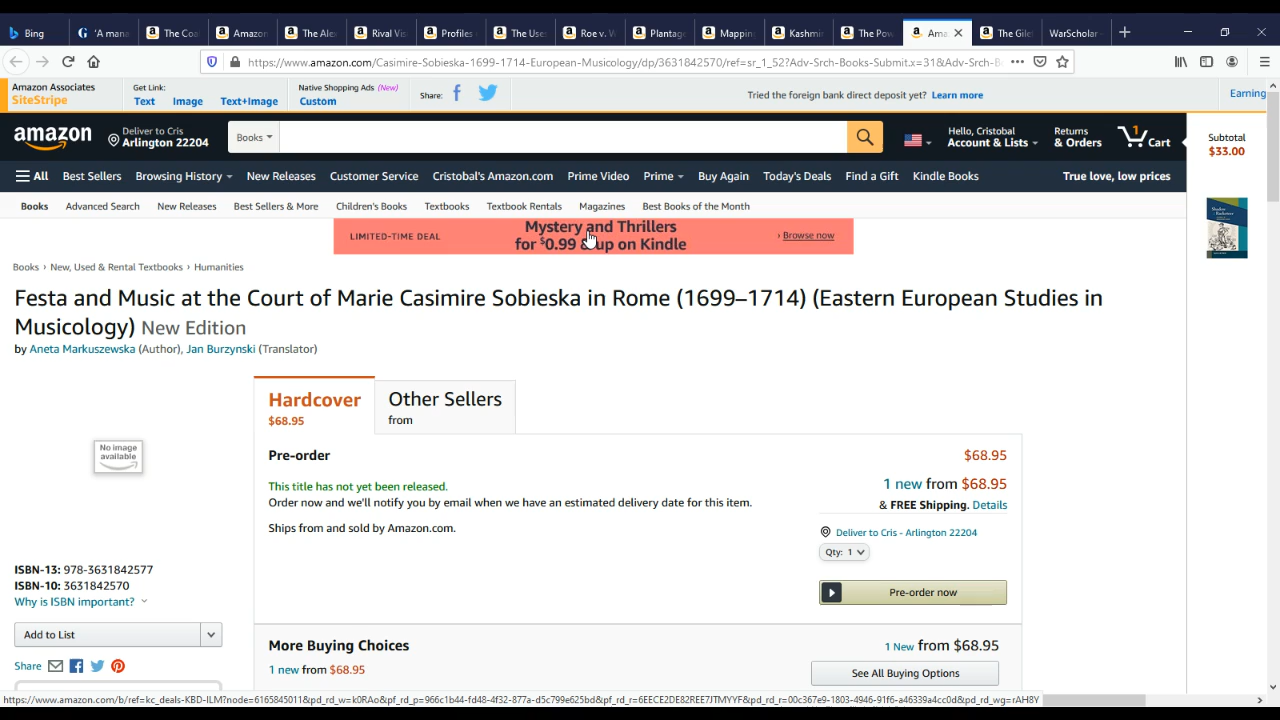 Bing
'A mana
The Coa
Amazon
The Ale
Rival Vis
Profiles
The Use
Roe v. W
Plantage
Mapping
Kashmir
The Pow
Ama
The Gile
WarScholar
https://www.amazon.com/Casimire-Sobieska-1699-1714-European-Musicology/dp/3631842570/ref=sr_1_52?Adv-Srch-Books-Submit.x=31&Adv-Srch-B
Amazon Associates
SiteStripe
Get Link:
Text Image Text+Image
Native Shopping Ads (New)
Custom
Share:
Tried the foreign bank direct deposit yet? Learn more
Earning
amazon
Deliver to Cris
Arlington 22204
Books
Hello, Cristobal
Account & Lists
Returns
& Orders
1
Cart
Subtotal
$33.00
All Best Sellers Browsing History New Releases Customer Service Cristobal's Amazon.com Prime Video Prime Buy Again Today's Deals Find a Gift Kindle Books True love, low prices
Books Advanced Search New Releases Best Sellers & More Children's Books Textbooks Textbook Rentals Magazines Best Books of the Month
LIMITED-TIME DEAL
Mystery and Thrillers
for $0.99 & up on Kindle
› Browse now
Books › New, Used & Rental Textbooks › Humanities
Festa and Music at the Court of Marie Casimire Sobieska in Rome (1699–1714) (Eastern European Studies in
Musicology) New Edition
by Aneta Markuszewska (Author), Jan Burzynski (Translator)
Hardcover
$68.95
Other Sellers
from
No image
available
Pre-order
$68.95
This title has not yet been released.
Order now and we'll notify you by email when we have an estimated delivery date for this item.
Ships from and sold by Amazon.com.
1 new from $68.95
& FREE Shipping. Details
Deliver to Cris - Arlington 22204
Qty: 1
Pre-order now
ISBN-13: 978-3631842577
ISBN-10: 3631842570
Why is ISBN important?
Add to List
Share
More Buying Choices
1 new from $68.95
1 New from $68.95
See All Buying Options